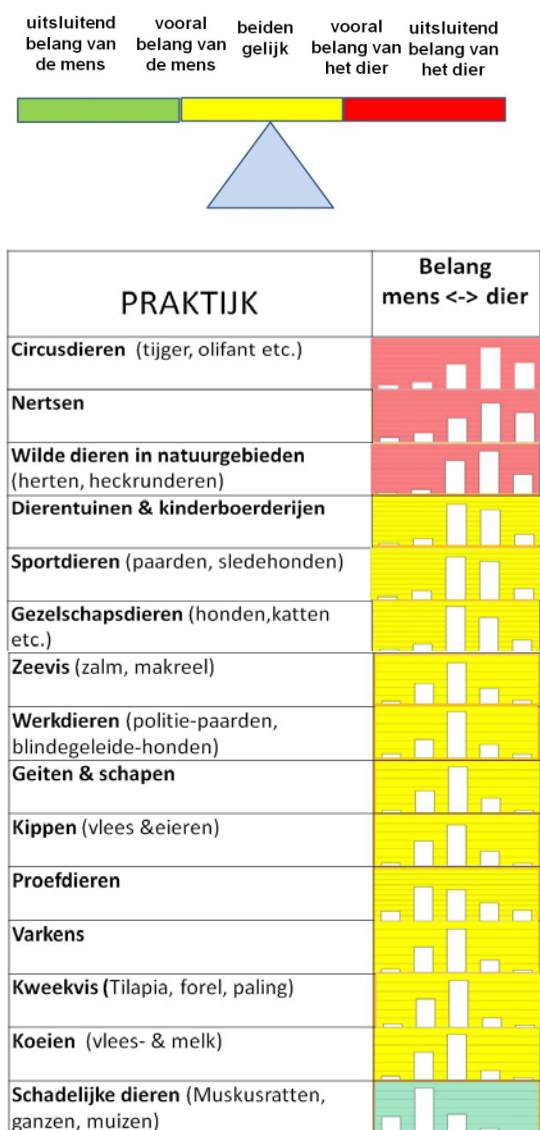 uitsluitend belang van de mens
vooral belang van de mens
beiden gelijk
vooral belang van het dier
uitsluitend belang van het dier
PRAKTIJK
Belang
mens <-> dier
Circusdieren (tijger, olifant etc.)
Nertsen
Wilde dieren in natuurgebieden
(herten, heckrunderen)
Dierentuinen & kinderboerderijen
Sportdieren (paarden, sledehonden)
Gezelschapsdieren (honden,katten
etc.)
Zeevis (zalm, makreel)
Werkdieren (politie-paarden,
blindegeleide-honden)
Geiten & schapen
Kippen (vlees &eieren)
Proefdieren
Varkens
Kweekvis (Tilapia, forel, paling)
Koeien (vlees- & melk)
Schadelijke dieren (Muskusratten,
ganzen, muizen)